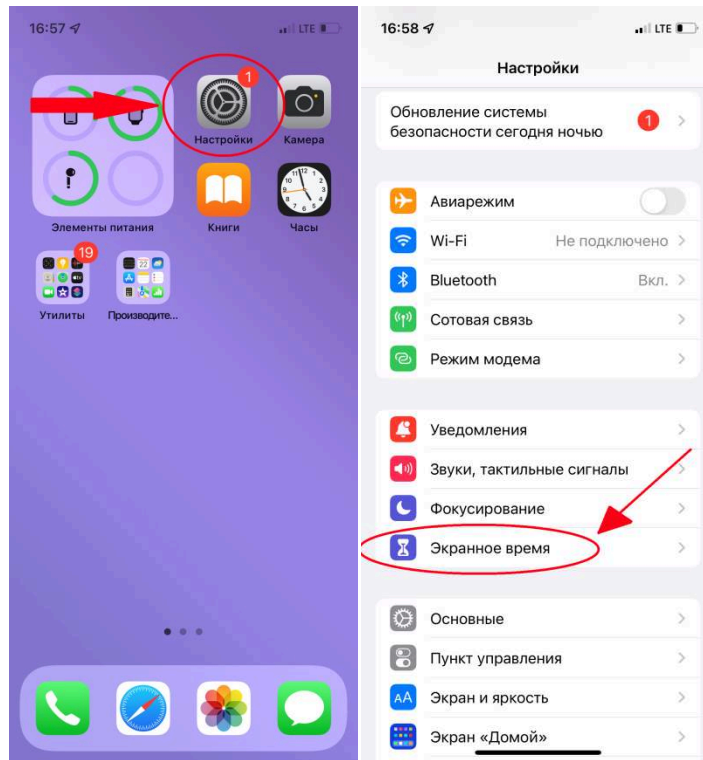 16:57
LTE
1
Настройки
Камера
Элементы питания
Книги
Часы
19
Утилиты
Производите...
16:58
LTE
Настройки
Обновление системы
безопасности сегодня ночью
1
Авиарежим
Wi-Fi
Не подключено
Bluetooth
Вкл.
Сотовая связь
Режим модема
Уведомления
Звуки, тактильные сигналы
Фокусирование
Экранное время
Основные
Пункт управления
AA
Экран и яркость
Экран «Домой»